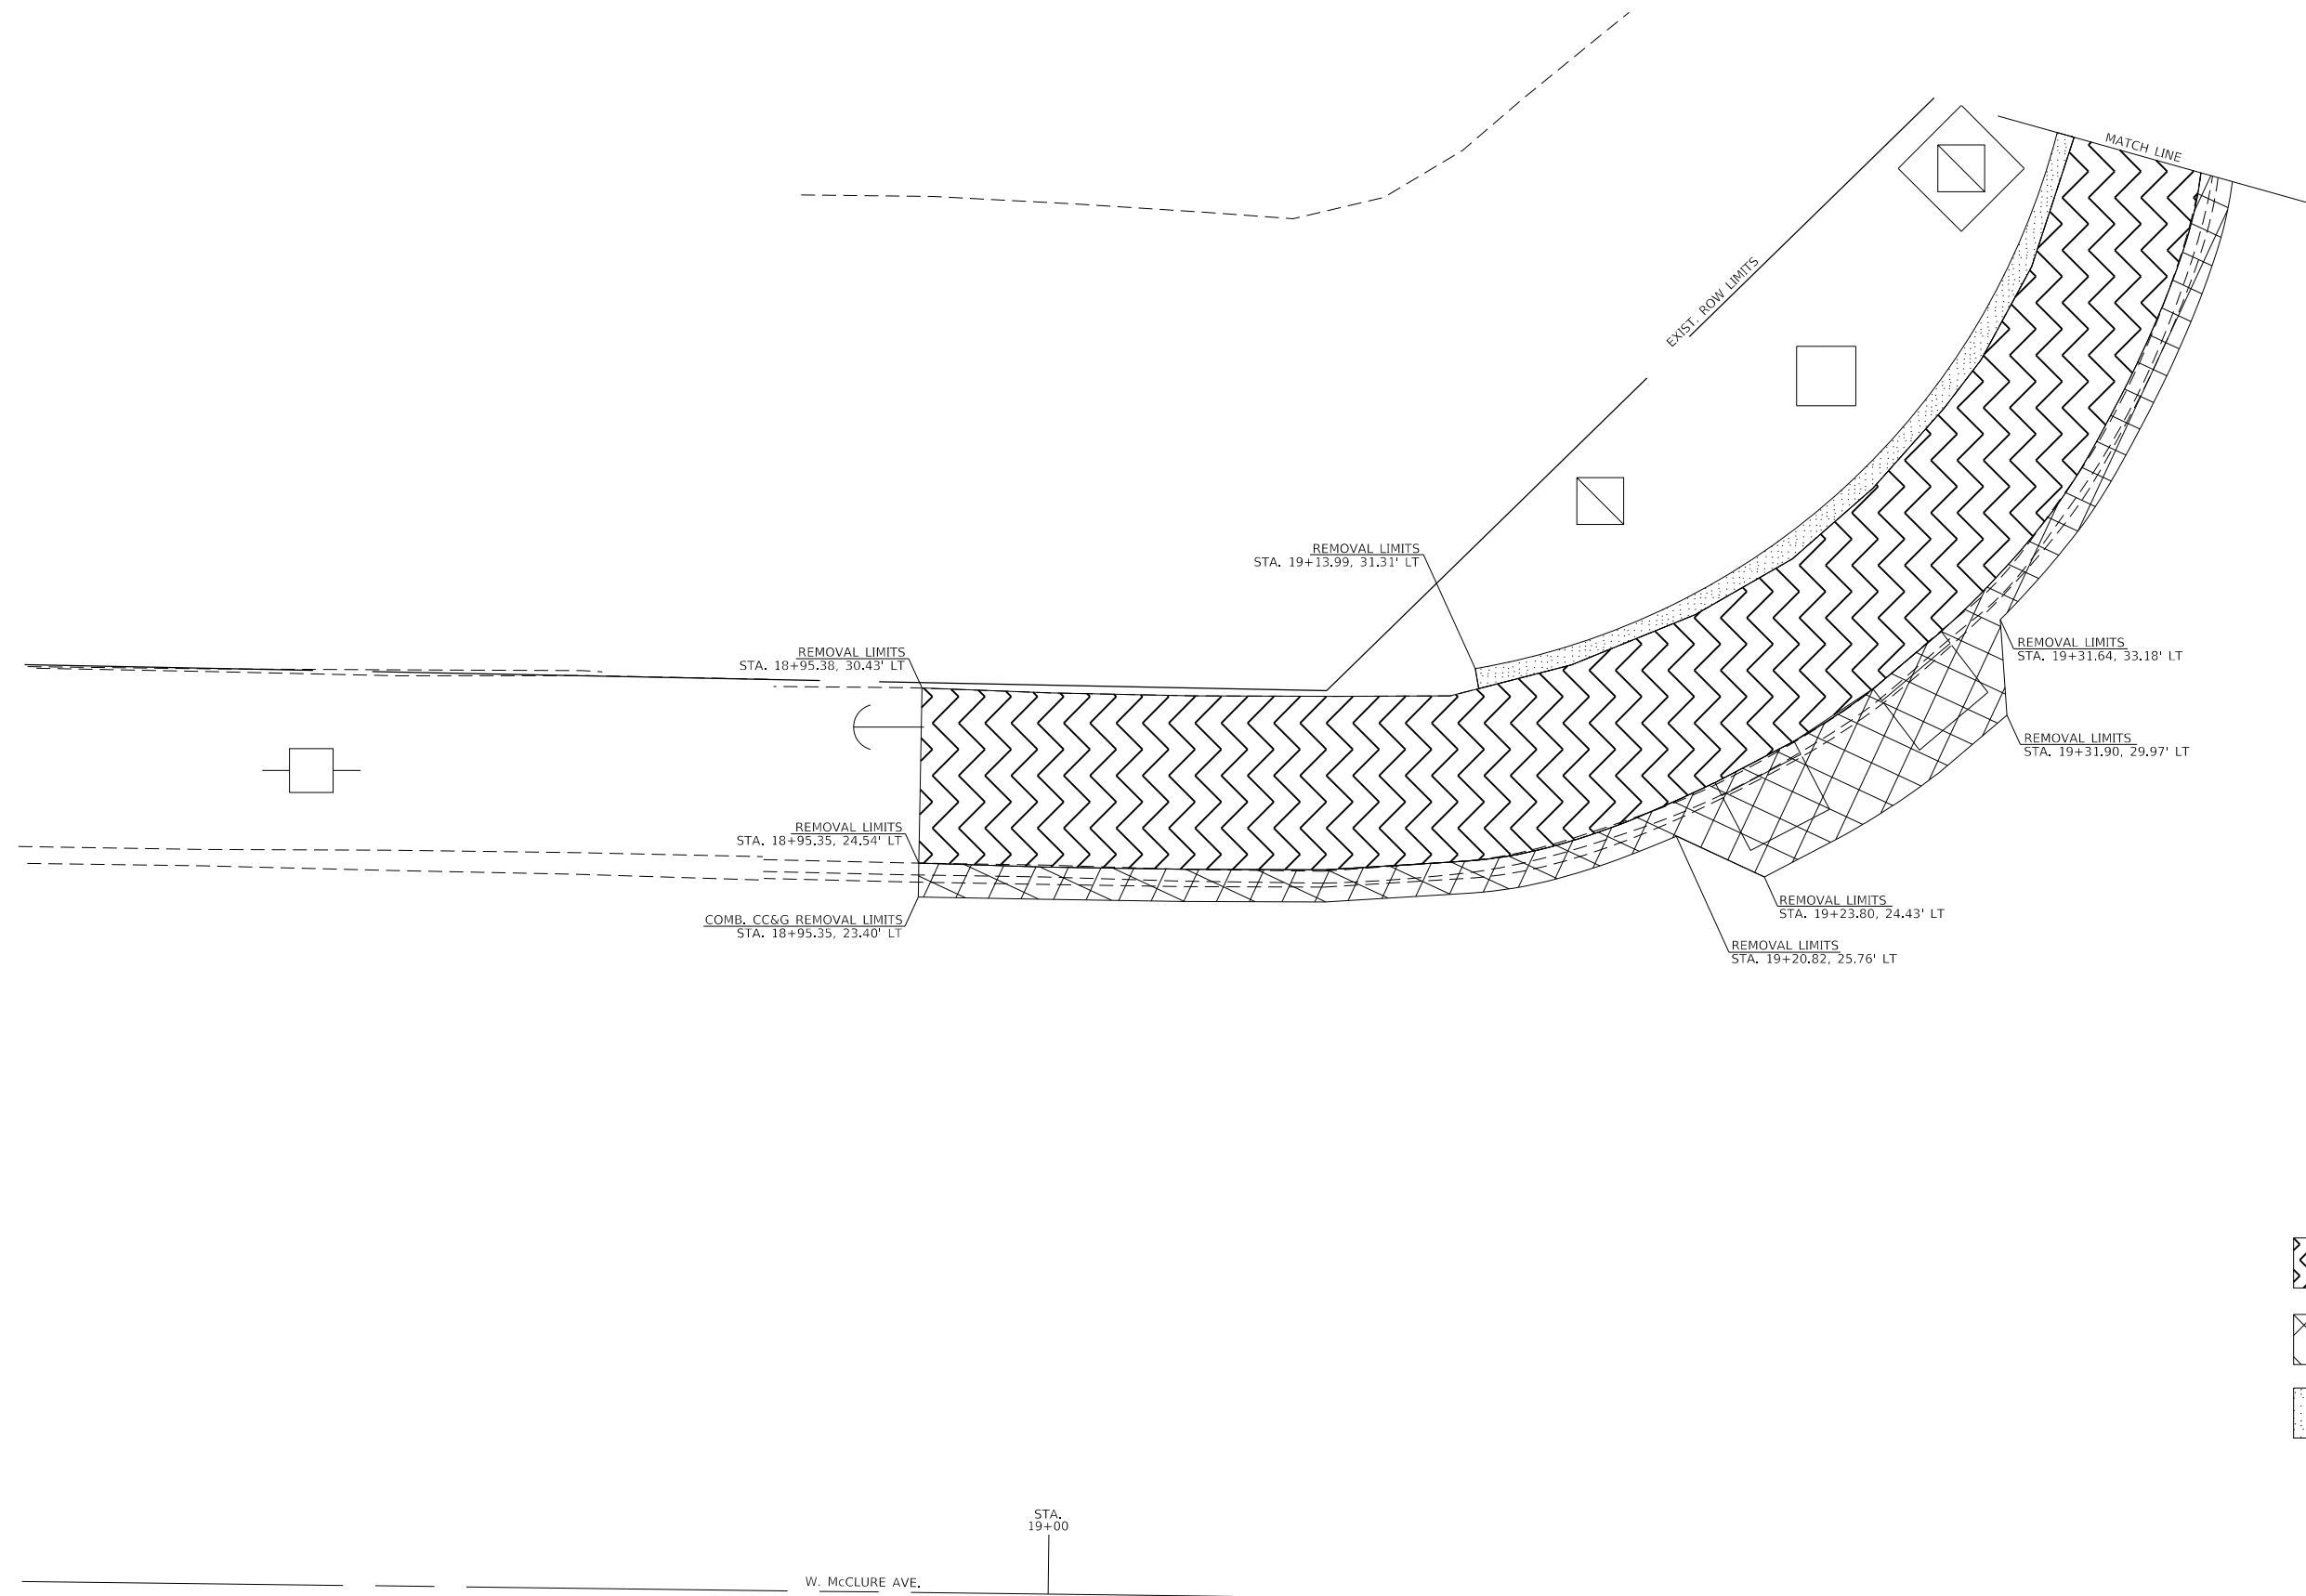 MATCH LINE
EXIST. ROW LIMITS
REMOVAL LIMITS
STA. 19+13.99, 31.31' LT
REMOVAL LIMITS
STA. 18+95.38, 30.43' LT
REMOVAL LIMITS
STA. 19+31.64, 33.18' LT
REMOVAL LIMITS
STA. 19+31.90, 29.97' LT
REMOVAL LIMITS
STA. 18+95.35, 24.54' LT
COMB. CC&G REMOVAL LIMITS
STA. 18+95.35, 23.40' LT
REMOVAL LIMITS
STA. 19+23.80, 24.43' LT
REMOVAL LIMITS
STA. 19+20.82, 25.76' LT
STA.
19+00
W. McCLURE AVE.